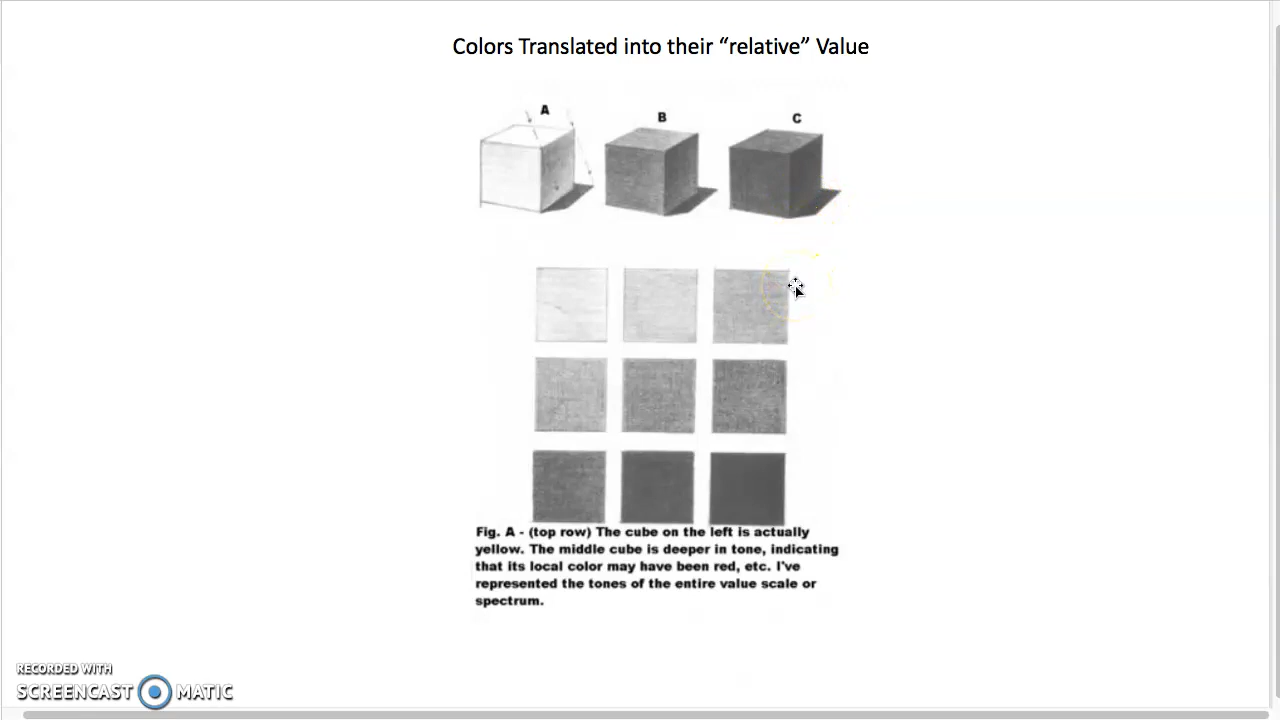 Colors Translated into their “relative” Value
A
B
C
Fig. A - (top row) The cube on the left is actually
yellow. The middle cube is deeper in tone, indicating
that its local color may have been red, etc. I've
represented the tones of the entire value scale or
spectrum.
RECORDED WITH
SCREENCAST MATIC